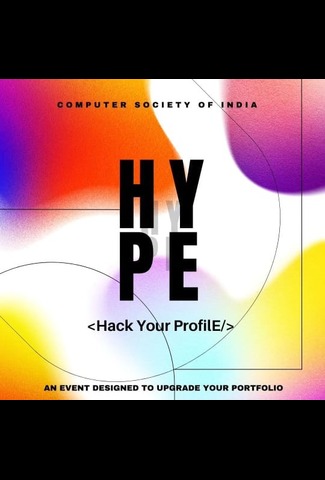 COMPUTER SOCIETY OF INDIA
HY
PE
<Hack Your ProfilE/>
AN EVENT DESIGNED TO UPGRADE YOUR PORTFOLIO